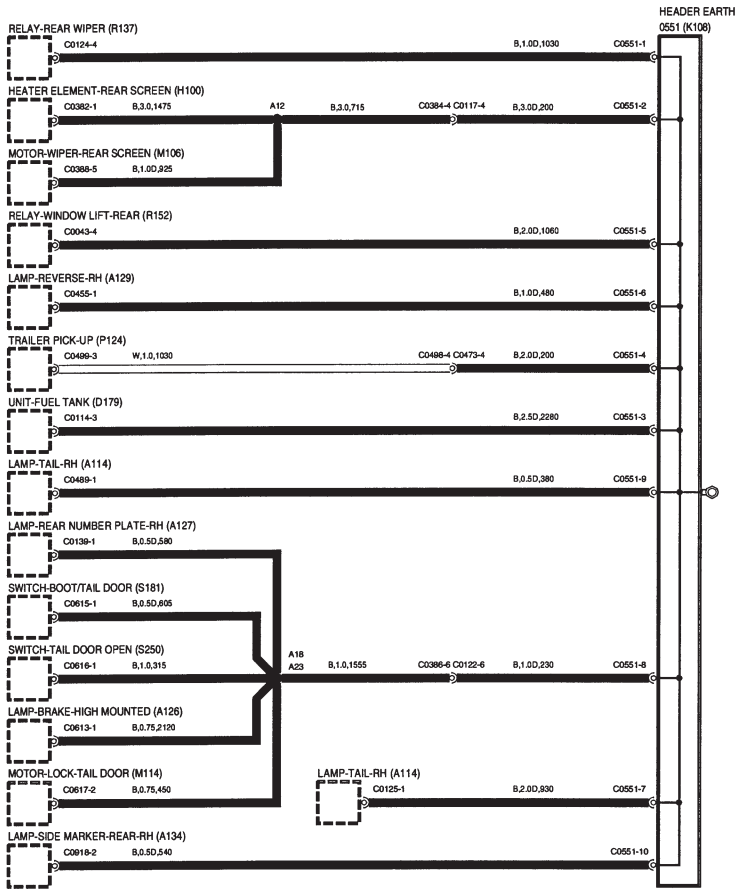 HEADER EARTH
0551 (K108)
RELAY-REAR WIPER (R137)
C0124-4 B,1.0D,1030 C0551-1
HEATER ELEMENT-REAR SCREEN (H100)
C0382-1 B,3.0,1475 A12 B,3.0,715 C0384-4 C0117-4 B,3.0D,200 C0551-2
MOTOR-WIPER-REAR SCREEN (M106)
C0388-5 B,1.0D,925
RELAY-WINDOW LIFT-REAR (R152)
C0043-4 B,2.0D,1060 C0551-5
LAMP-REVERSE-RH (A129)
C0455-1 B,1.0D,480 C0551-6
TRAILER PICK-UP (P124)
C0499-3 W,1.0,1030 C0498-4 C0473-4 B,2.0D,200 C0551-4
UNIT-FUEL TANK (D179)
C0114-3 B,2.5D,2280 C0551-3
LAMP-TAIL-RH (A114)
C0489-1 B,0.5D,380 C0551-9
LAMP-REAR NUMBER PLATE-RH (A127)
C0139-1 B,0.5D,580
SWITCH-BOOT/TAIL DOOR (S181)
C0615-1 B,0.5D,605
SWITCH-TAIL DOOR OPEN (S250)
A18
A23
C0616-1 B,1.0,315 B,1.0,1555 C0386-6 C0122-6 B,1.0D,230 C0551-8
LAMP-BRAKE-HIGH MOUNTED (A126)
C0613-1 B,0.75,2120
MOTOR-LOCK-TAIL DOOR (M114) LAMP-TAIL-RH (A114)
C0617-2 B,0.75,450 C0125-1 B,2.0D,930 C0551-7
LAMP-SIDE MARKER-REAR-RH (A134)
C0918-2 B,0.5D,540 C0551-10